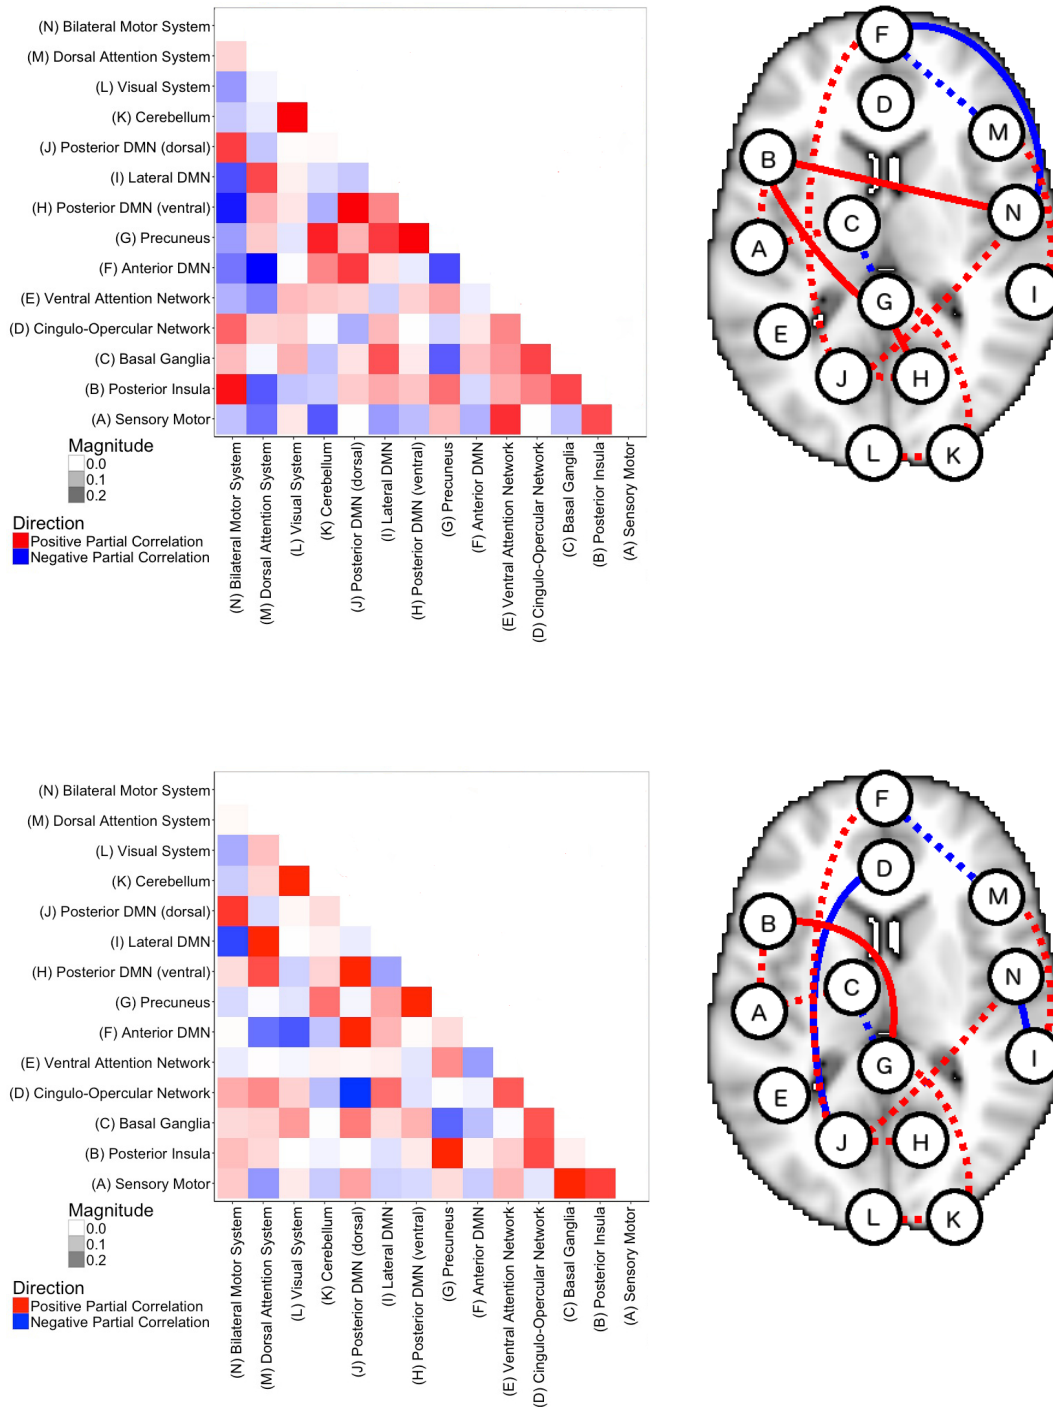 (N) Bilateral Motor System
(M) Dorsal Attention System
(L) Visual System
(K) Cerebellum
(J) Posterior DMN (dorsal)
(I) Lateral DMN
(H) Posterior DMN (ventral)
(G) Precuneus
(F) Anterior DMN
(E) Ventral Attention Network
(D) Cingulo-Opercular Network
(C) Basal Ganglia
(B) Posterior Insula
(A) Sensory Motor
Magnitude
0.0
0.1
0.2
Direction
Positive Partial Correlation
Negative Partial Correlation
(N) Bilateral Motor System
(M) Dorsal Attention System
(L) Visual System
(K) Cerebellum
(J) Posterior DMN (dorsal)
(I) Lateral DMN
(H) Posterior DMN (ventral)
(G) Precuneus
(F) Anterior DMN
(E) Ventral Attention Network
(D) Cingulo-Opercular Network
(C) Basal Ganglia
(B) Posterior Insula
(A) Sensory Motor
F
D
M
B
N
C
A
I
G
E
J
H
L
K
(N) Bilateral Motor System
(M) Dorsal Attention System
(L) Visual System
(K) Cerebellum
(J) Posterior DMN (dorsal)
(I) Lateral DMN
(H) Posterior DMN (ventral)
(G) Precuneus
(F) Anterior DMN
(E) Ventral Attention Network
(D) Cingulo-Opercular Network
(C) Basal Ganglia
(B) Posterior Insula
(A) Sensory Motor
Magnitude
0.0
0.1
0.2
Direction
Positive Partial Correlation
Negative Partial Correlation
(N) Bilateral Motor System
(M) Dorsal Attention System
(L) Visual System
(K) Cerebellum
(J) Posterior DMN (dorsal)
(I) Lateral DMN
(H) Posterior DMN (ventral)
(G) Precuneus
(F) Anterior DMN
(E) Ventral Attention Network
(D) Cingulo-Opercular Network
(C) Basal Ganglia
(B) Posterior Insula
(A) Sensory Motor
F
D
M
B
N
C
A
I
G
E
J
H
L
K